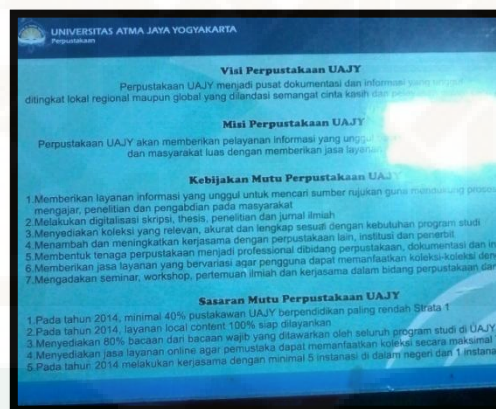 UNIVERSITAS ATMA JAYA YOGYAKARTA
Perpustakaan
Visi Perpustakaan UAJY
Perpustakaan UAJY menjadi pusat dokumentasi dan informasi yang unggul
ditingkat lokal regional maupun global yang dilandasi semangat cinta kasih dan
Misi Perpustakaan UAJY
Perpustakaan UAJY akan memberikan pelayanan informasi yang unggul
dan masyarakat luas dengan memberikan jasa layanan
Kebijakan Mutu Perpustakaan UAJY
1.Memberikan layanan informasi yang unggul untuk mencari sumber rujukan guna mendukung proses
mengajar, penelitian dan pengabdian pada masyarakat
2.Melakukan digitalisasi skripsi, thesis, penelitian dan jurnal ilmiah
3.Menyediakan koleksi yang relevan, akurat dan lengkap sesuai dengan kebutuhan program studi
4.Menambah dan meningkatkan kerjasama dengan perpustakaan lain, institusi dan penerbit.
5.Membentuk tenaga perpustakaan menjadi professional dibidang perpustakaan, dokumentasi dan
6.Memberikan jasa layanan yang bervariasi agar pengguna dapat memanfaatkan koleksi-koleksi
7.Mengadakan seminar, workshop, pertemuan ilmiah dan kerjasama dalam bidang perpustakaan
Sasaran Mutu Perpustakaan UAJY
1.Pada tahun 2014, minimal 40% pustakawan UAJY berpendidikan paling rendah Strata 1
2.Pada tahun 2014, layanan local content 100% siap dilayankan
3.Menyediakan 80% bacaan dari bacaan wajib yang ditawarkan oleh seluruh program studi di UAJY
4.Menyediakan jasa layanan online agar pemustaka dapat memanfaatkan koleksi secara maksimal
5.Pada tahun 2014 melakukan kerjasama dengan minimal 5 instanasi di dalam negeri dan 1